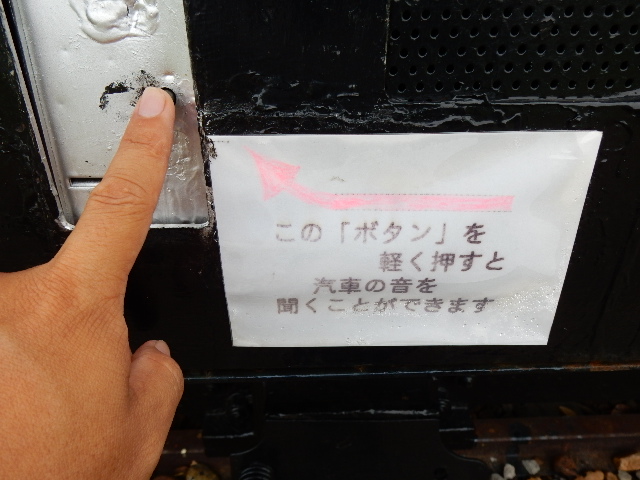 この「ボタン」を
軽く押すと
汽車の音を
聞くことができます